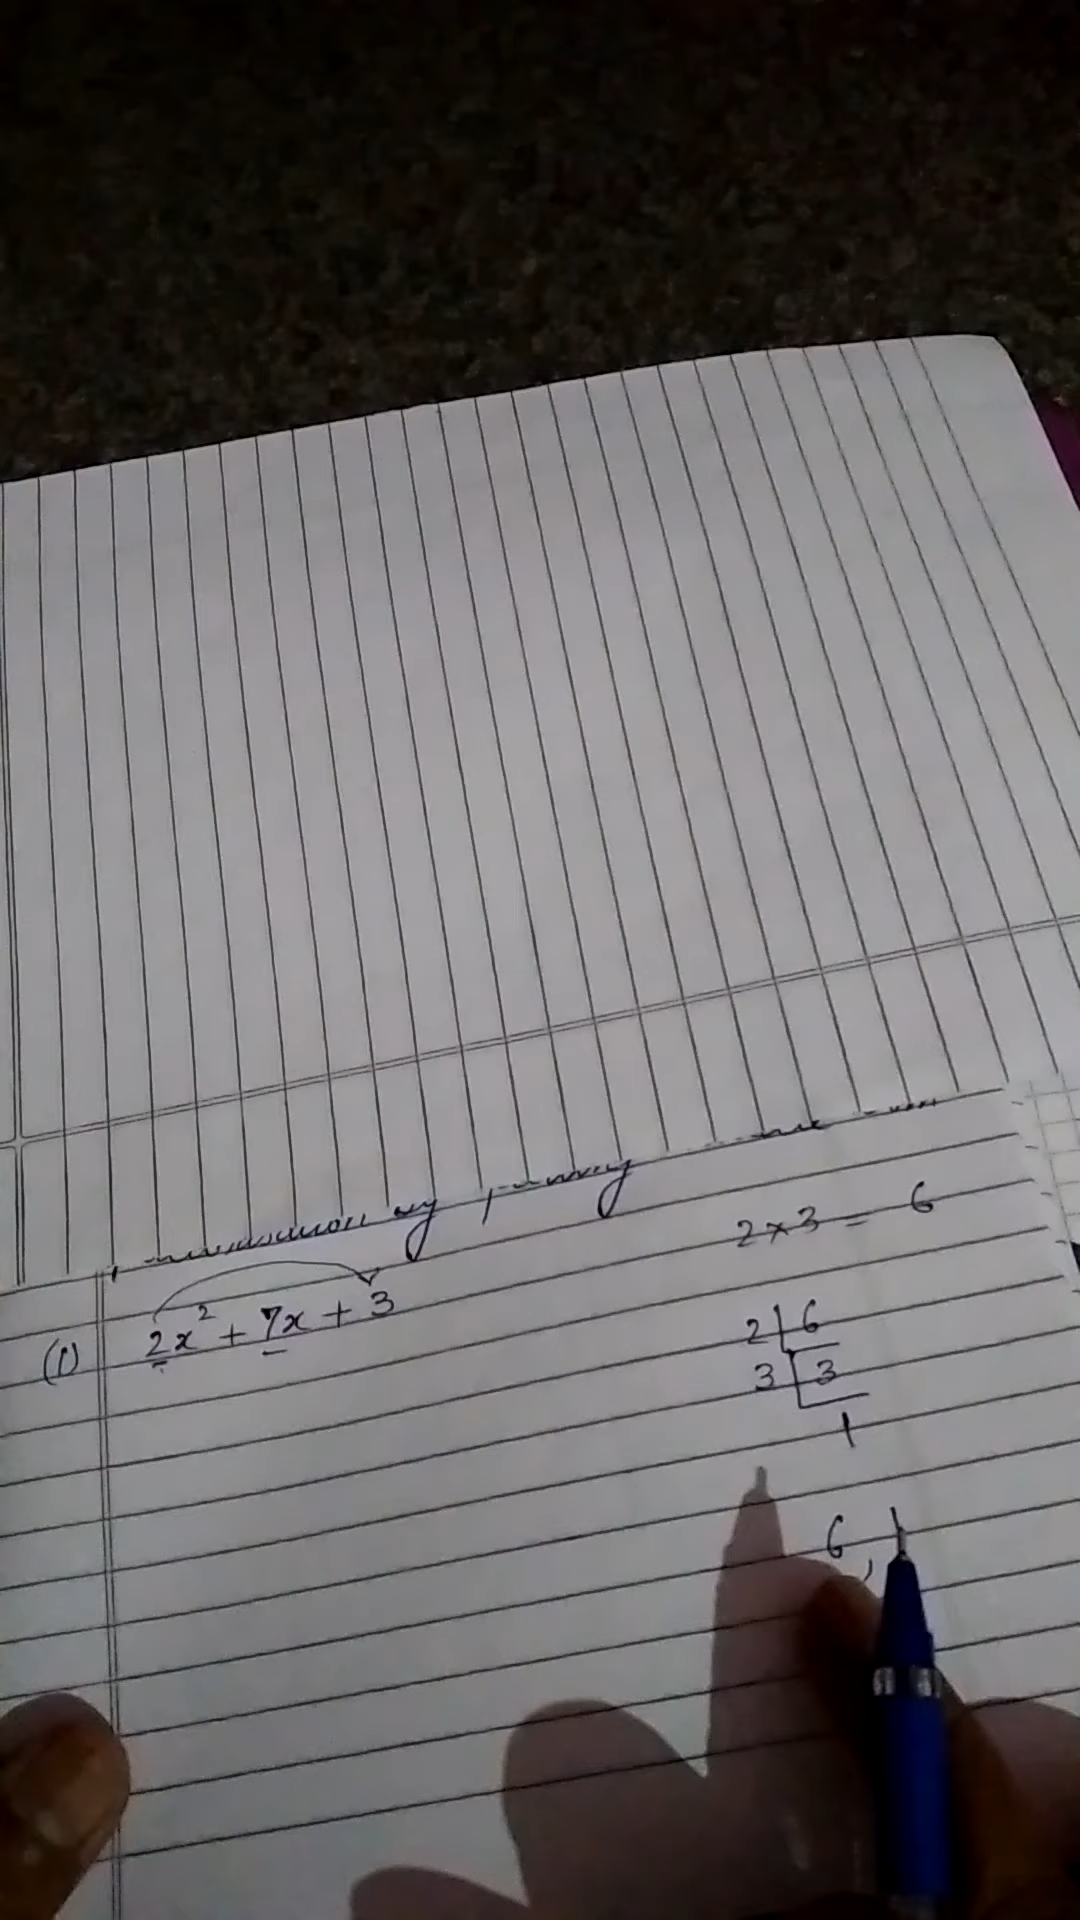 2 × 3 = 6
(1) 2x² + 7x + 3
2 | 6
3 | 3
1
6, 1